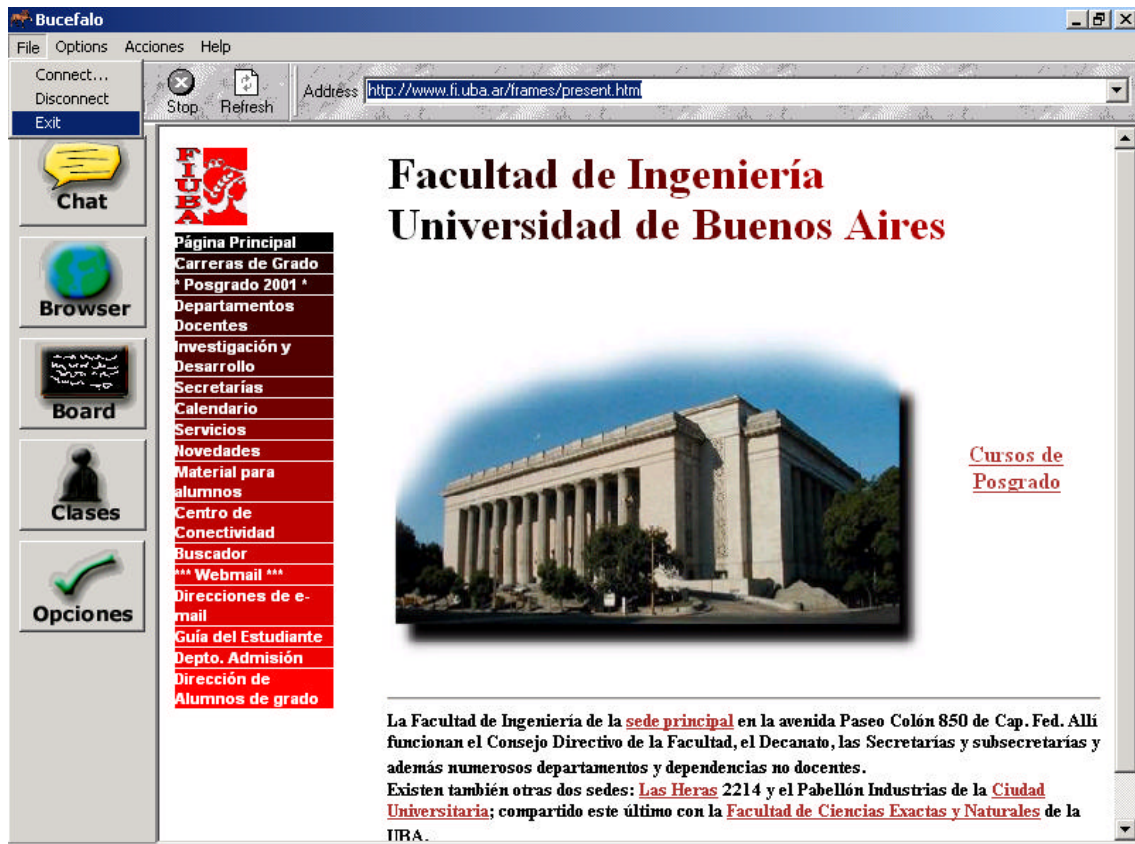 Bucefalo
File Options Acciones Help
Connect...
Disconnect
Exit
Stop Refresh Address http://www.fi.uba.ar/frames/present.html
Chat
Browser
Board
Clases
Opciones
FIUBA
Página Principal
Carreras de Grado
* Posgrado 2001 *
Departamentos
Docentes
Investigación y
Desarrollo
Secretarías
Calendario
Servicios
Novedades
Material para
alumnos
Centro de
Conectividad
Buscador
*** Webmail ***
Direcciones de e-
mail
Guía del Estudiante
Depto. Admisión
Dirección de
Alumnos de grado
Facultad de Ingeniería
Universidad de Buenos Aires
Cursos de
Posgrado
La Facultad de Ingeniería de la sede principal en la avenida Paseo Colón 850 de Cap. Fed. Allí
funcionan el Consejo Directivo de la Facultad, el Decanato, las Secretarías y subsecretarías y
además numerosos departamentos y dependencias no docentes.
Existen también otras dos sedes: Las Heras 2214 y el Pabellón Industrias de la Ciudad
Universitaria; compartido este último con la Facultad de Ciencias Exactas y Naturales de la
UBA.